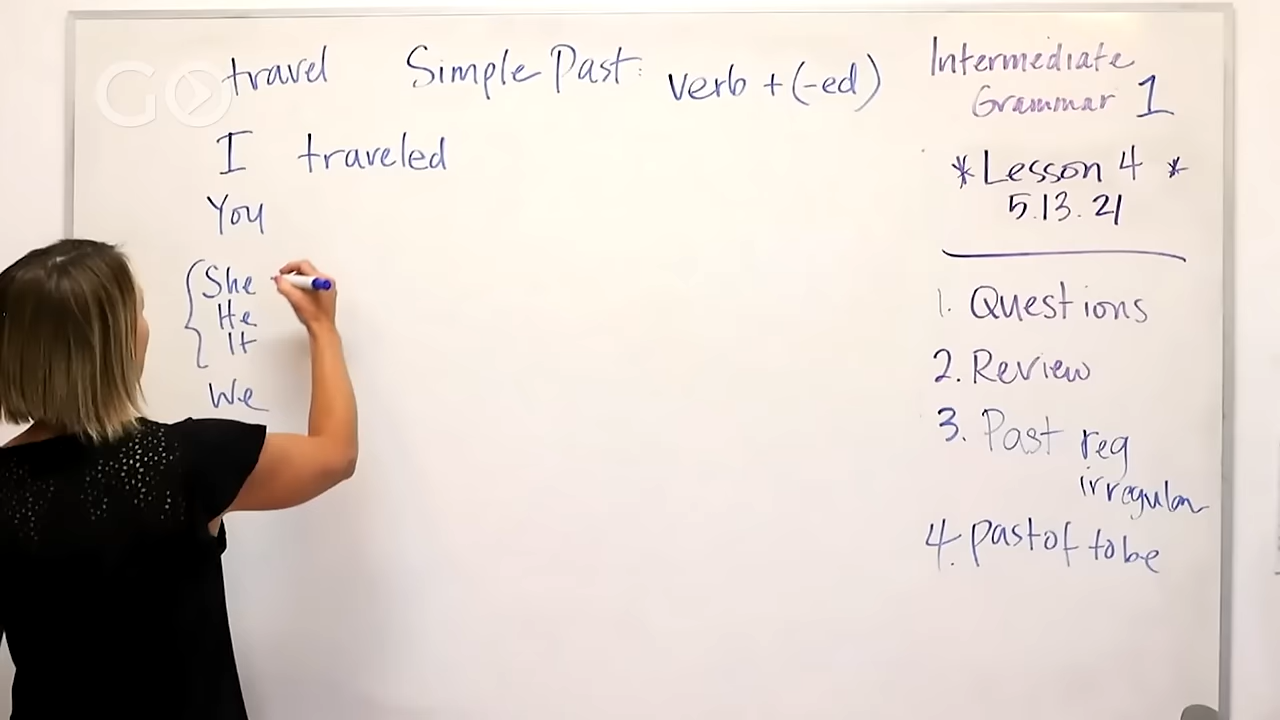 GO
travel Simple Past: verb + (-ed)
I traveled
You
She
He
It
We
Intermediate
Grammar 1
*Lesson 4 *
5.13.21
1. Questions
2. Review
3. Past reg
irregular
4. past of to be